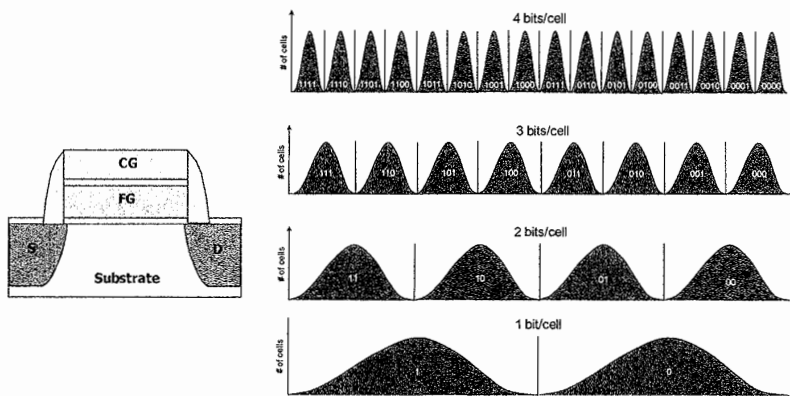 4 bits/cell
# of cells
1111 1110 1101 1100 1011 1010 1001 1000 0111 0110 0101 0100 0011 0010 0001 0000
3 bits/cell
# of cells
111 110 101 100 011 010 001 000
CG
FG
S D
Substrate
2 bits/cell
# of cells
11 10 01 00
1 bit/cell
# of cells
1 0